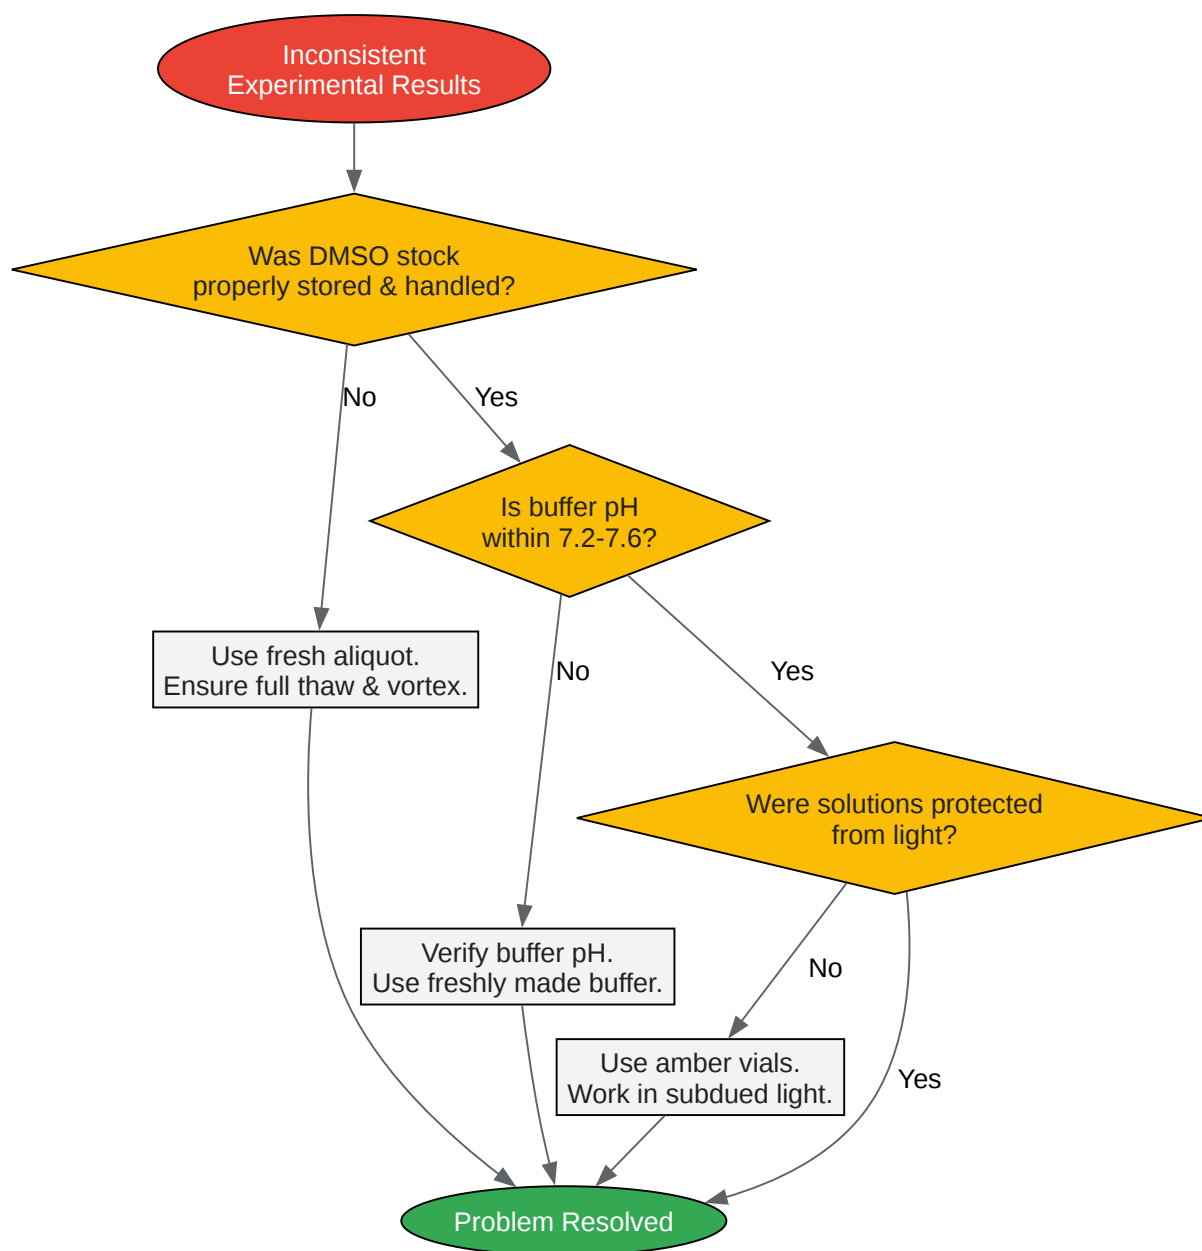 Inconsistent
Experimental Results
Was DMSO stock
properly stored & handled?
No
Yes
Is buffer pH
within 7.2-7.6?
Use fresh aliquot.
Ensure full thaw & vortex.
No
Yes
Were solutions protected
from light?
Verify buffer pH.
Use freshly made buffer.
No
Use amber vials.
Work in subdued light.
Yes
Problem Resolved